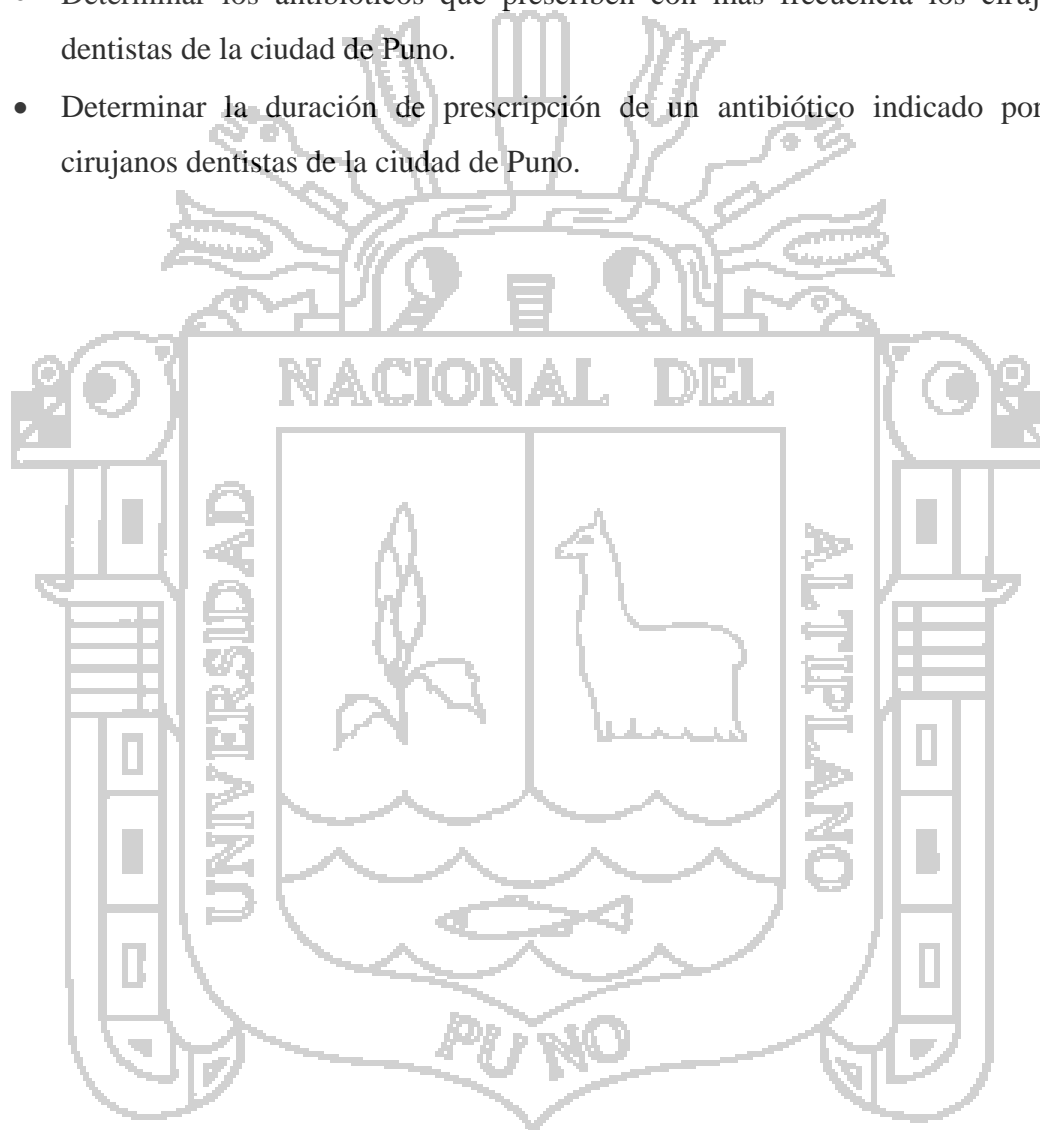 • Determinar los antibióticos que prescriben con más frecuencia los
dentistas de la ciudad de Puno.
• Determinar la duración de prescripción de un antibiótico indicado por
cirujanos dentistas de la ciudad de Puno.
NACIONAL DEL
UNIVERSIDAD
ALTIPLANO
PUNO